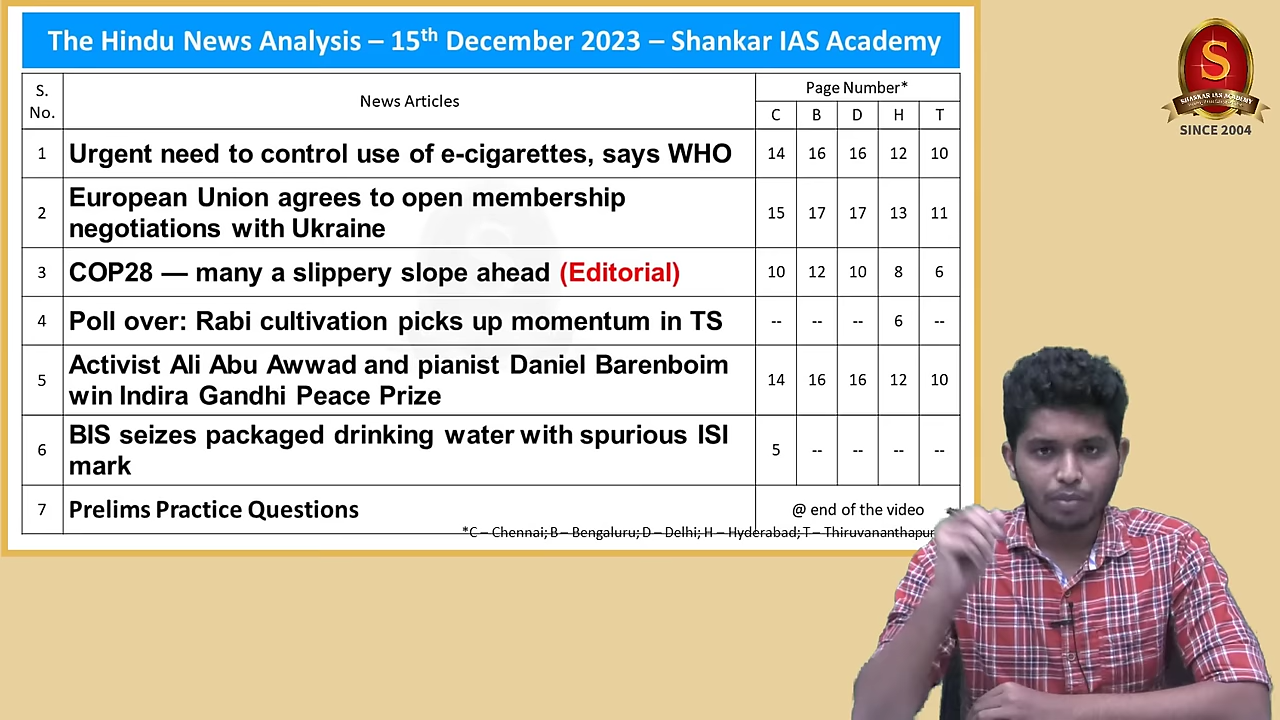 The Hindu News Analysis – 15th December 2023 – Shankar IAS Academy
S. No.
News Articles
Page Number*
C B D H T
1 Urgent need to control use of e-cigarettes, says WHO 14 16 16 12 10
2 European Union agrees to open membership
negotiations with Ukraine 15 17 17 13 11
3 COP28 — many a slippery slope ahead (Editorial) 10 12 10 8 6
4 Poll over: Rabi cultivation picks up momentum in TS -- -- -- 6 --
5 Activist Ali Abu Awwad and pianist Daniel Barenboim
win Indira Gandhi Peace Prize 14 16 16 12 10
6 BIS seizes packaged drinking water with spurious ISI
mark 5 -- -- -- --
7 Prelims Practice Questions @ end of the video
*C – Chennai; B – Bengaluru; D – Delhi; H – Hyderabad; T –
S
SHANKAR IAS ACADEMY
SINCE 2004